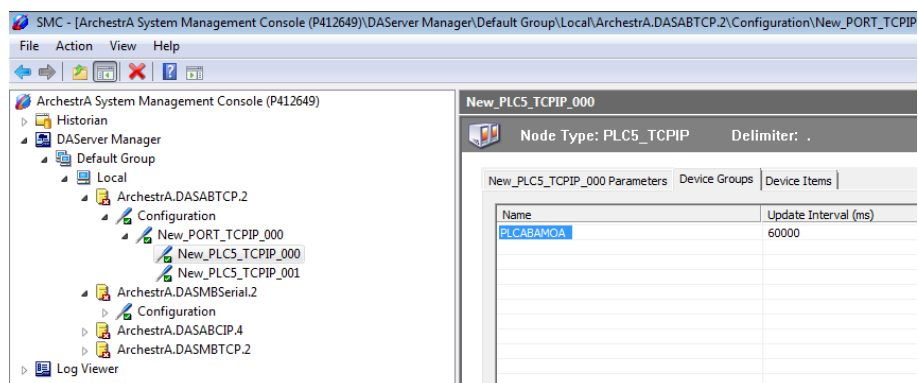 SMC - [ArchestrA System Management Console (P412649)\DAServer Manager\Default Group\Local\ArchestrA.DASABTCP.2\Configuration\New_PORT_TCPIP
File Action View Help
ArchestrA System Management Console (P412649)
Historian
DAServer Manager
Default Group
Local
ArchestrA.DASABTCP.2
Configuration
New_PORT_TCPIP_000
New_PLC5_TCPIP_000
New_PLC5_TCPIP_001
ArchestrA.DASMBSerial.2
Configuration
ArchestrA.DASABCIP.4
ArchestrA.DASMBTCP.2
Log Viewer
New_PLC5_TCPIP_000
Node Type: PLC5_TCPIP Delimiter: .
New_PLC5_TCPIP_000 Parameters Device Groups Device Items
Name Update Interval (ms)
PLCABAMOA 60000